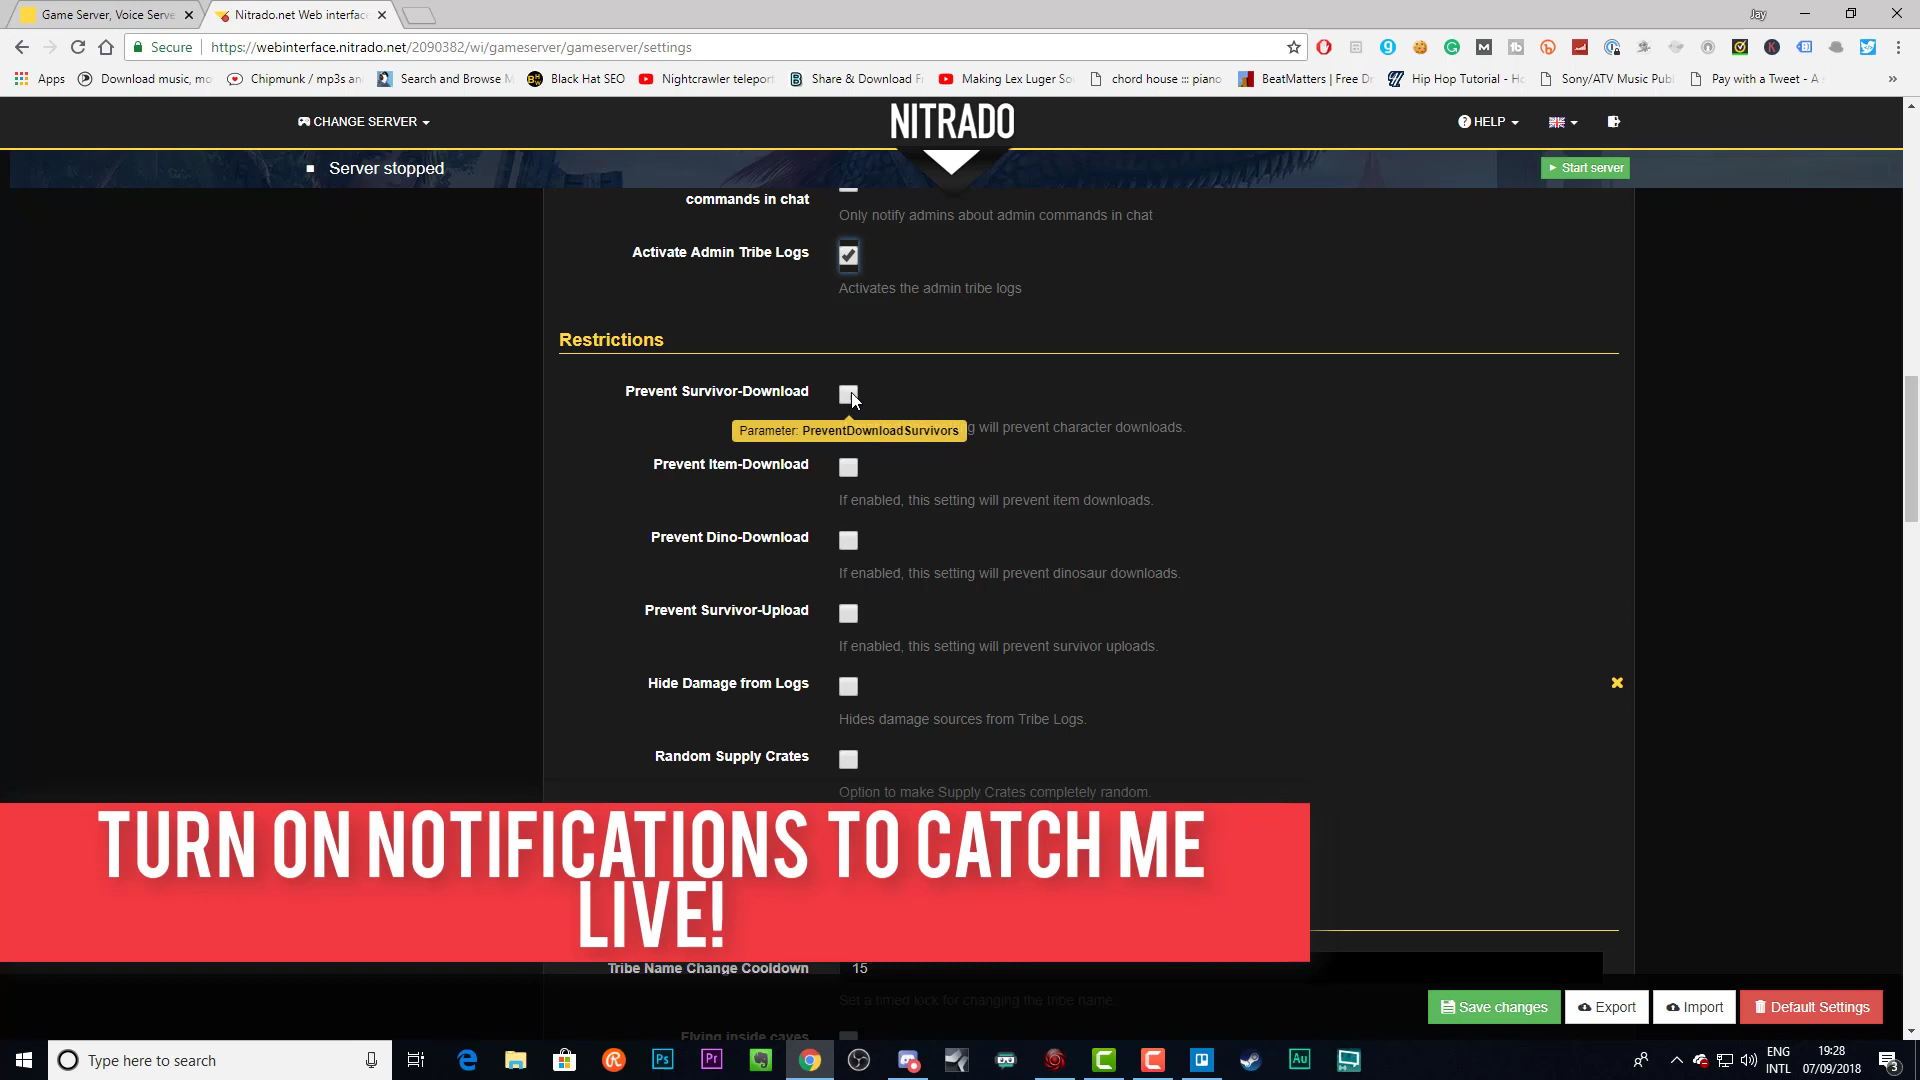 Game Server, Voice Serve
Nitrado.net Web interface
Jay
Secure
https://webinterface.nitrado.net/2090382/wi/gameserver/gameserver/settings
Apps
Download music, mo
Chipmunk / mp3s an
Search and Browse M
Black Hat SEO
Nightcrawler teleport
Share & Download F
Making Lex Luger So
chord house ::: piano
BeatMatters | Free Dr
Hip Hop Tutorial - Ho
Sony/ATV Music Publ
Pay with a Tweet - A
CHANGE SERVER
NITRADO
HELP
Server stopped
Start server
commands in chat
Only notify admins about admin commands in chat
Activate Admin Tribe Logs
Activates the admin tribe logs
Restrictions
Prevent Survivor-Download
Parameter: PreventDownloadSurvivors
g will prevent character downloads.
Prevent Item-Download
If enabled, this setting will prevent item downloads.
Prevent Dino-Download
If enabled, this setting will prevent dinosaur downloads.
Prevent Survivor-Upload
If enabled, this setting will prevent survivor uploads.
Hide Damage from Logs
Hides damage sources from Tribe Logs.
Random Supply Crates
Option to make Supply Crates completely random.
TURN ON NOTIFICATIONS TO CATCH ME
LIVE!
Tribe Name Change Cooldown
15
Set a timed lock for changing the tribe name.
Flying inside caves
Save changes
Export
Import
Default Settings
Type here to search
ENG
INTL
19:28
07/09/2018
3